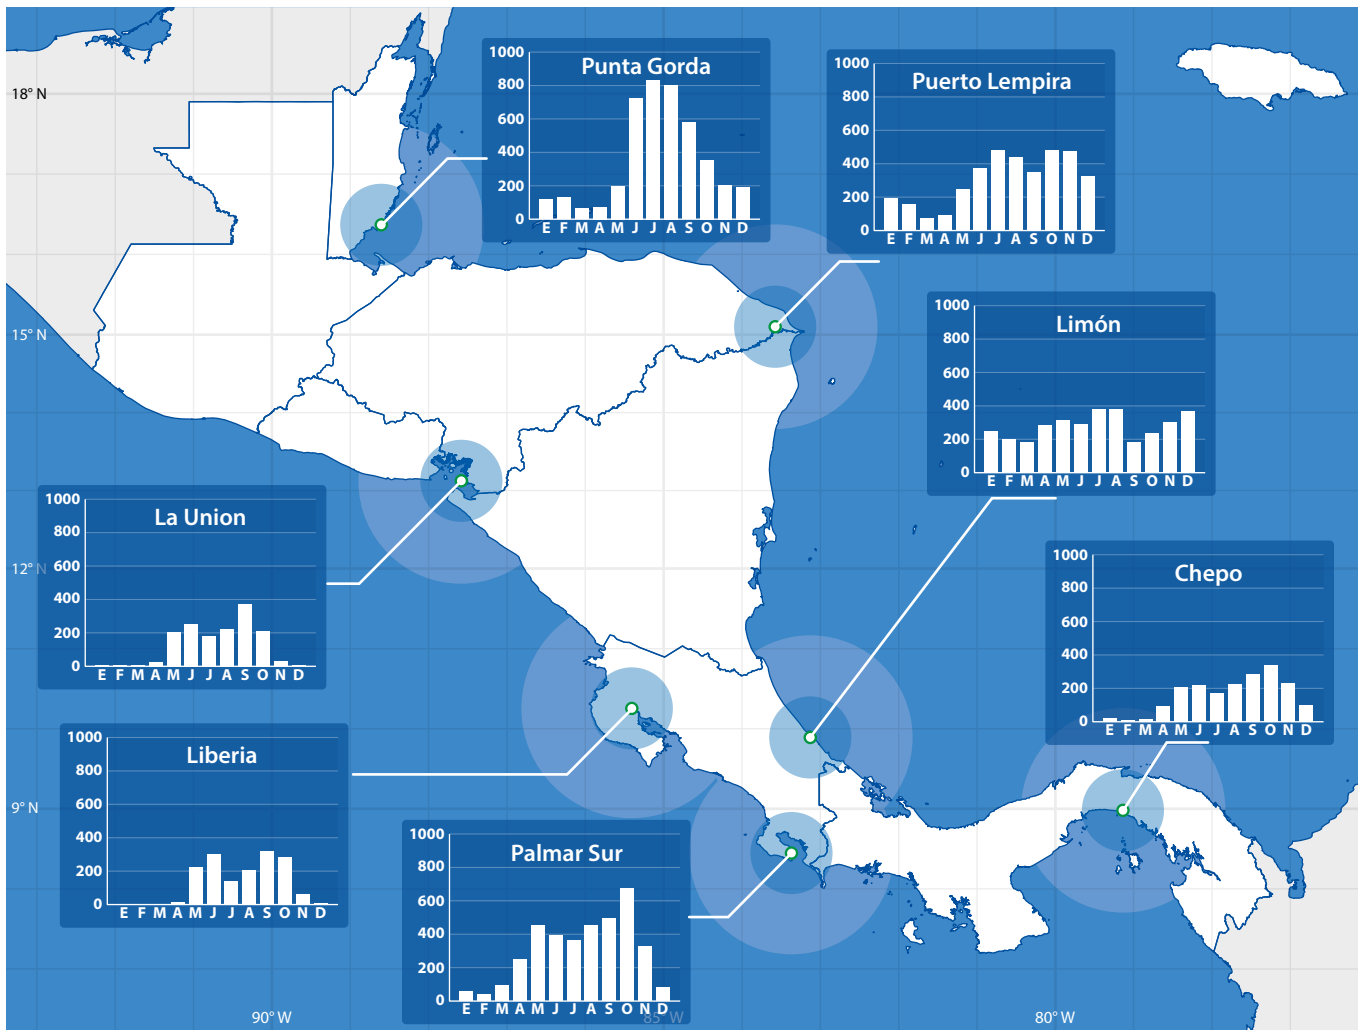 18° N
15° N
12° N
9° N
90° W
85° W
80° W
Punta Gorda
1000
800
600
400
200
0
E F M A M J J A S O N D
Puerto Lempira
1000
800
600
400
200
0
E F M A M J J A S O N D
Limón
1000
800
600
400
200
0
E F M A M J J A S O N D
La Union
1000
800
600
400
200
0
E F M A M J J A S O N D
Chepo
1000
800
600
400
200
0
E F M A M J J A S O N D
Liberia
1000
800
600
400
200
0
E F M A M J J A S O N D
Palmar Sur
1000
800
600
400
200
0
E F M A M J J A S O N D